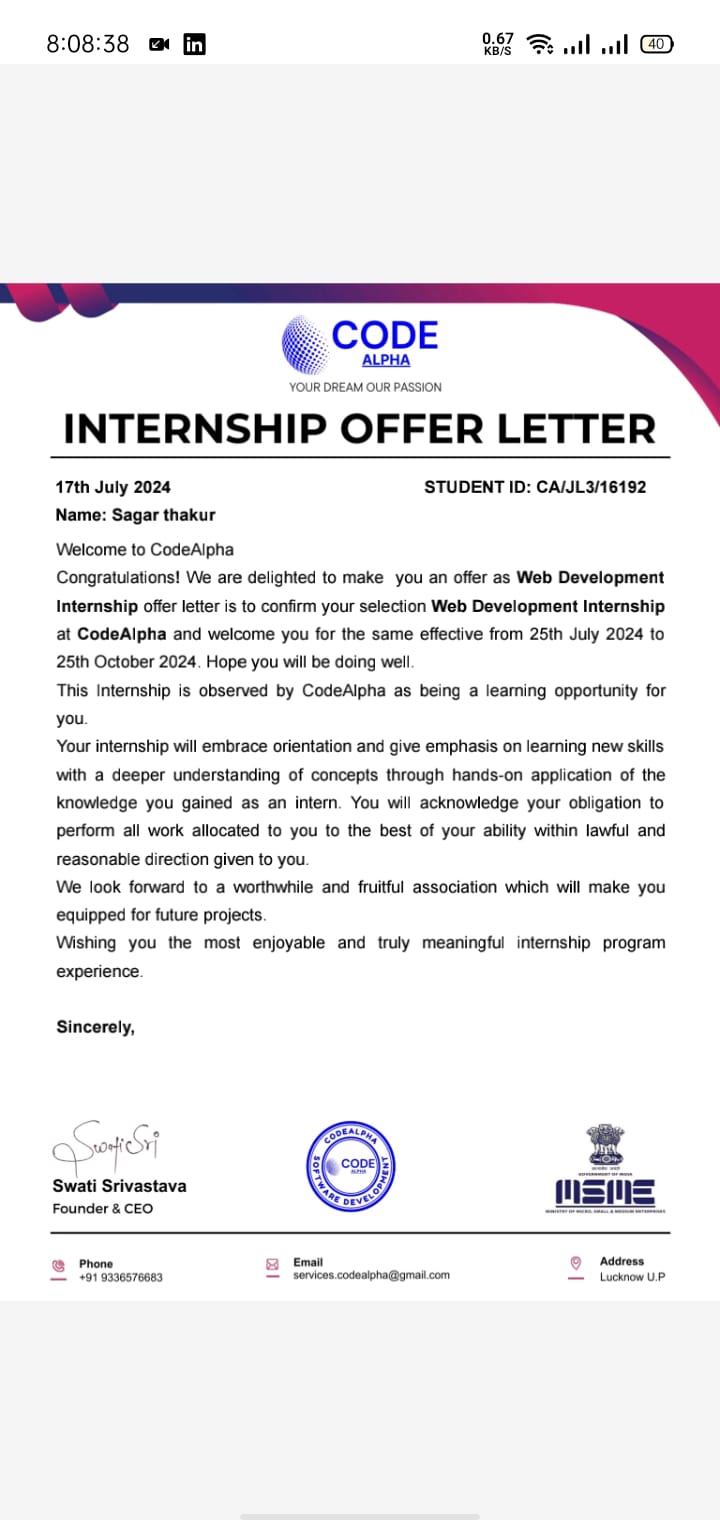 8:08:38
in
0.67
KB/S
40
CODE
ALPHA
YOUR DREAM OUR PASSION
INTERNSHIP OFFER LETTER
17th July 2024 STUDENT ID: CA/JL3/16192
Name: Sagar thakur
Welcome to CodeAlpha
Congratulations! We are delighted to make you an offer as Web Development
Internship offer letter is to confirm your selection Web Development Internship
at CodeAlpha and welcome you for the same effective from 25th July 2024 to
25th October 2024. Hope you will be doing well.
This Internship is observed by CodeAlpha as being a learning opportunity for
you.
Your internship will embrace orientation and give emphasis on learning new skills
with a deeper understanding of concepts through hands-on application of the
knowledge you gained as an intern. You will acknowledge your obligation to
perform all work allocated to you to the best of your ability within lawful and
reasonable direction given to you.
We look forward to a worthwhile and fruitful association which will make you
equipped for future projects.
Wishing you the most enjoyable and truly meaningful internship program
experience.
Sincerely,
SwatiSri
Swati Srivastava
Founder & CEO
CODEALPHA
CODE
ALPHA
SOFTWARE DEVELOPMENT
सत्यमेव जयते
GOVERNMENT OF INDIA
MSME
MINISTRY OF MICRO, SMALL & MEDIUM ENTERPRISES
Phone
+91 9336576683
Email
services.codealpha@gmail.com
Address
Lucknow U.P